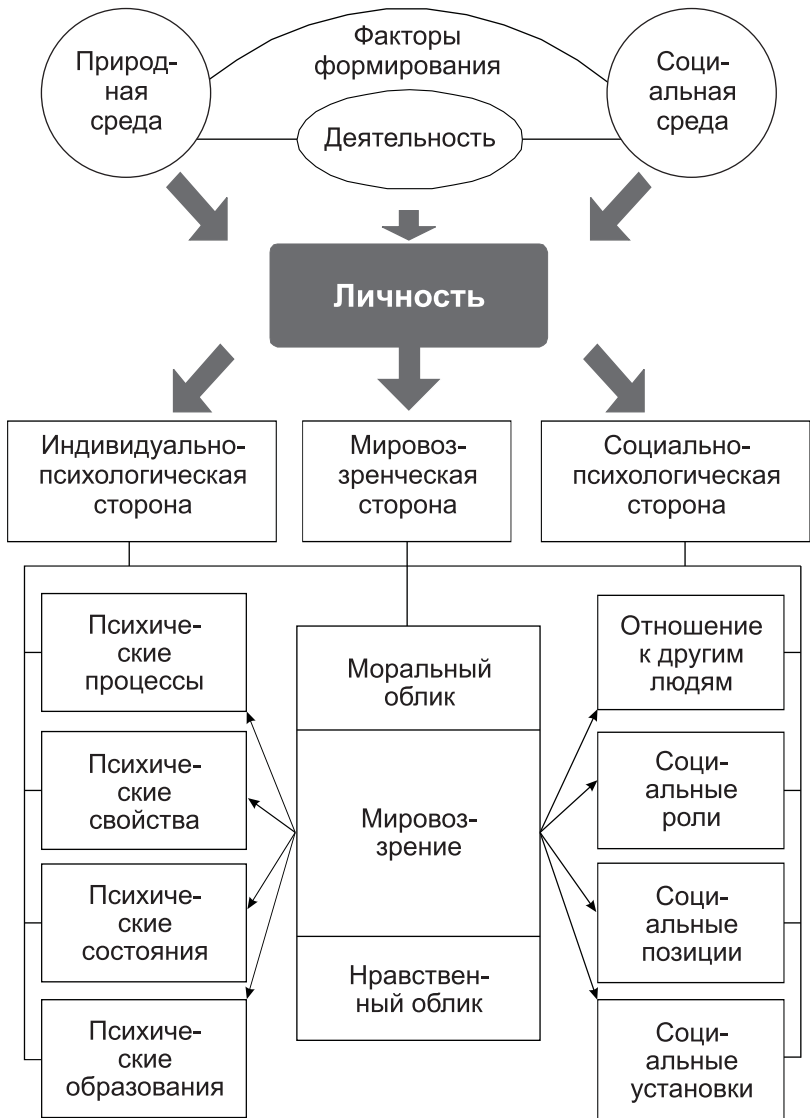 Факторы
формирования
Природ-
ная
среда
Соци-
альная
среда
Деятельность
Личность
Индивидуально-
психологическая
сторона
Мировоз-
зренческая
сторона
Социально-
психологическая
сторона
Психиче-
ские
процессы
Психиче-
ские
свойства
Психиче-
ские
состояния
Психиче-
ские
образования
Моральный
облик
Мировоз-
зрение
Нравствен-
ный облик
Отношение
к другим
людям
Соци-
альные
роли
Соци-
альные
позиции
Соци-
альные
установки